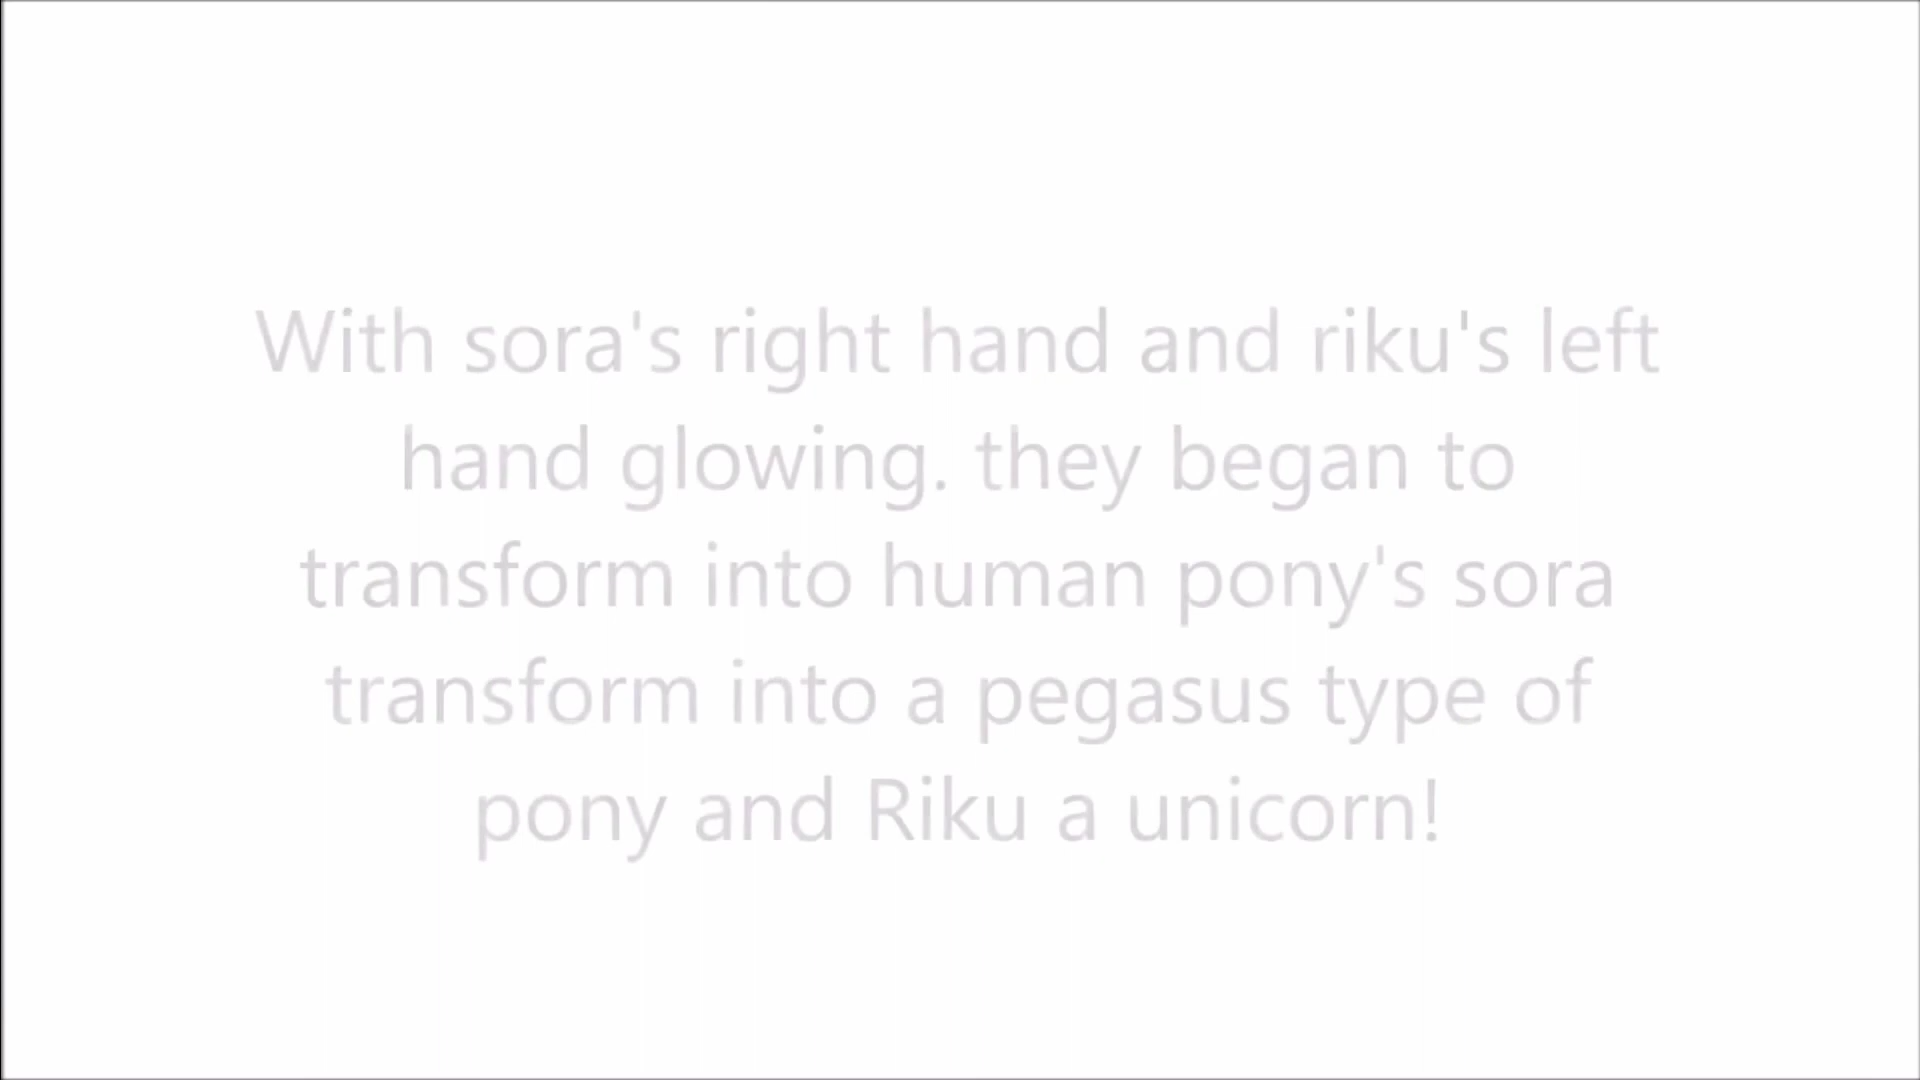 With sora's right hand and riku's left
hand glowing. they began to
transform into human pony's sora
transform into a pegasus type of
pony and Riku a unicorn!